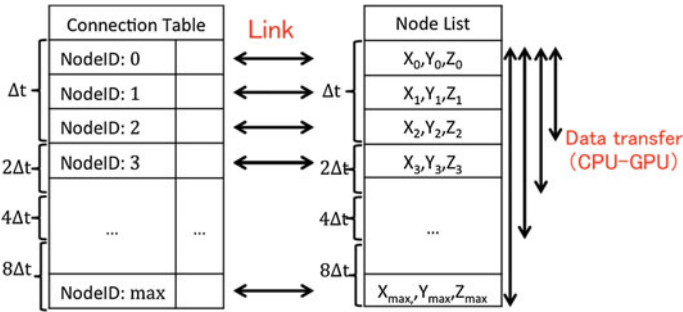 Connection Table
Link
Node List
NodeID: 0
X0,Y0,Z0
Δt
NodeID: 1
Δt
X1,Y1,Z1
NodeID: 2
X2,Y2,Z2
Data transfer
(CPU-GPU)
2Δt
NodeID: 3
2Δt
X3,Y3,Z3
4Δt
...
...
4Δt
...
8Δt
8Δt
NodeID: max
Xmax,,Ymax,Zmax